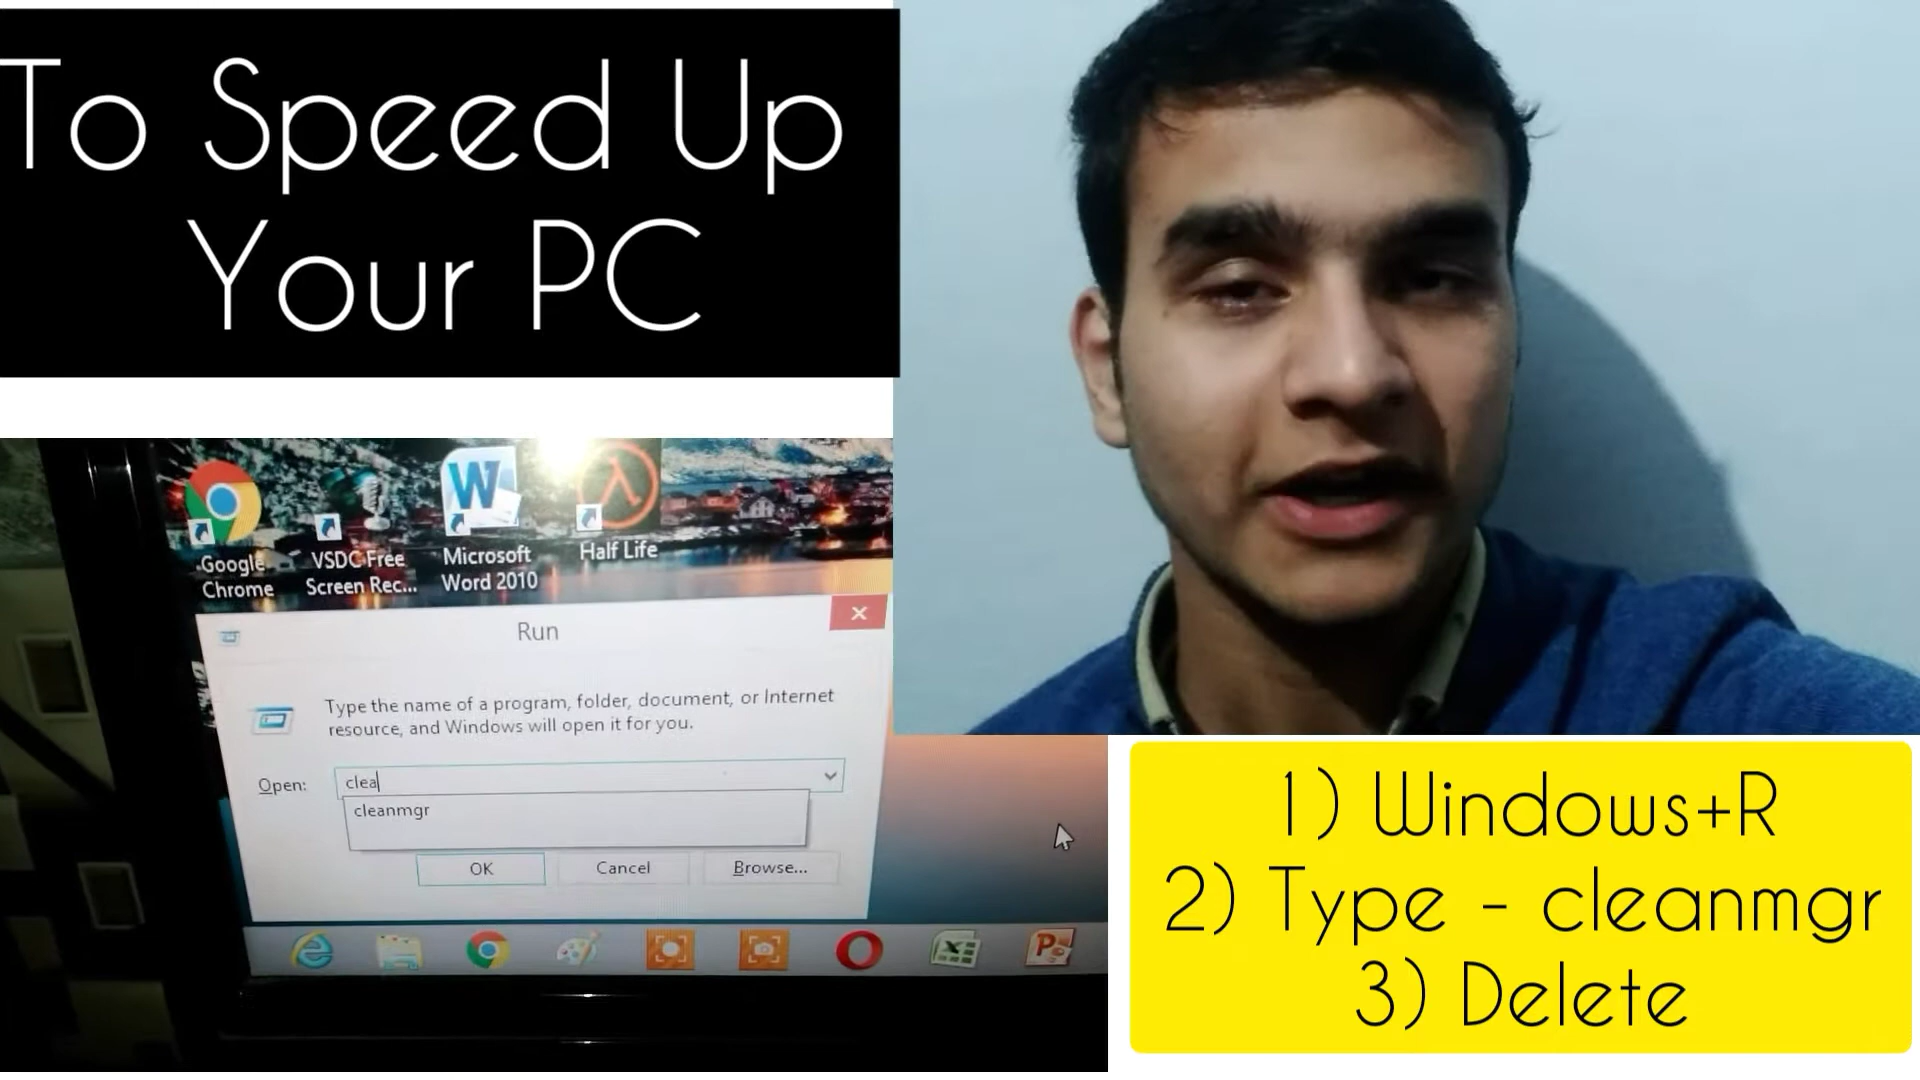 To Speed Up
Your PC
Google
Chrome
VSDC Free
Screen Rec...
Microsoft
Word 2010
Half Life
Run
Type the name of a program, folder, document, or Internet
resource, and Windows will open it for you.
Open:
clea
cleanmgr
OK
Cancel
Browse...
1) Windows+R
2) Type - cleanmgr
3) Delete